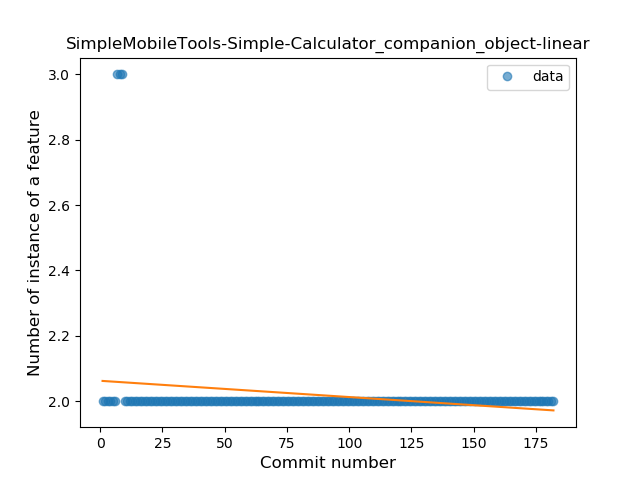 SimpleMobileTools-Simple-Calculator_companion_object-linear
data
Number of instance of a feature
3.0
2.8
2.6
2.4
2.2
2.0
0 25 50 75 100 125 150 175
Commit number